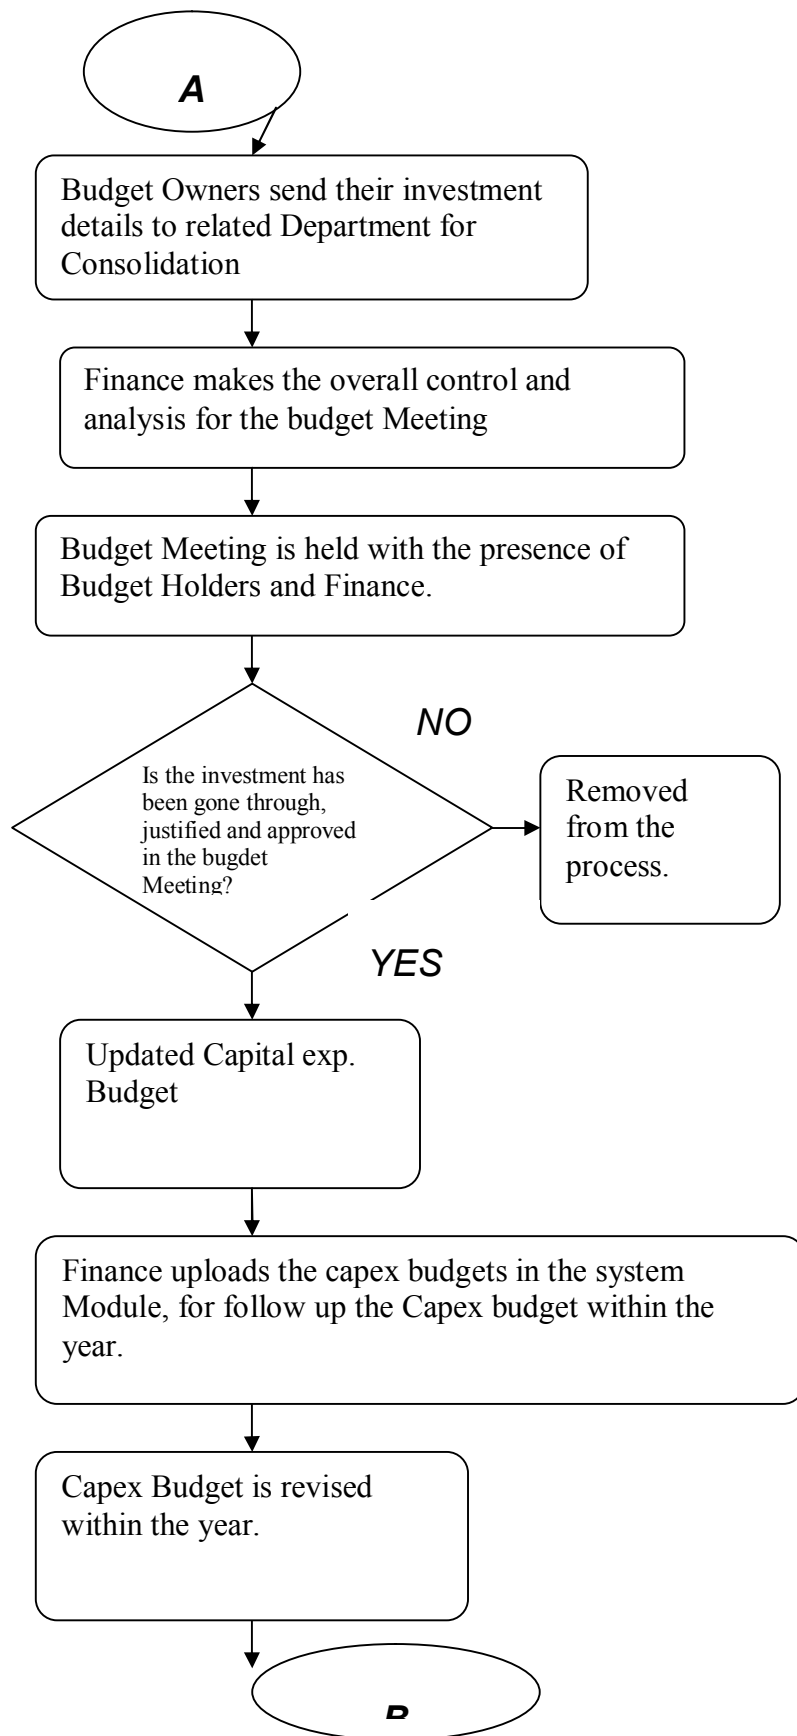 A
Budget Owners send their investment
details to related Department for
Consolidation
Finance makes the overall control and
analysis for the budget Meeting
Budget Meeting is held with the presence of
Budget Holders and Finance.
NO
Is the investment has
been gone through,
justified and approved
in the bugdet
Meeting?
Removed
from the
process.
YES
Updated Capital exp.
Budget
Finance uploads the capex budgets in the system
Module, for follow up the Capex budget within the
year.
Capex Budget is revised
within the year.
B